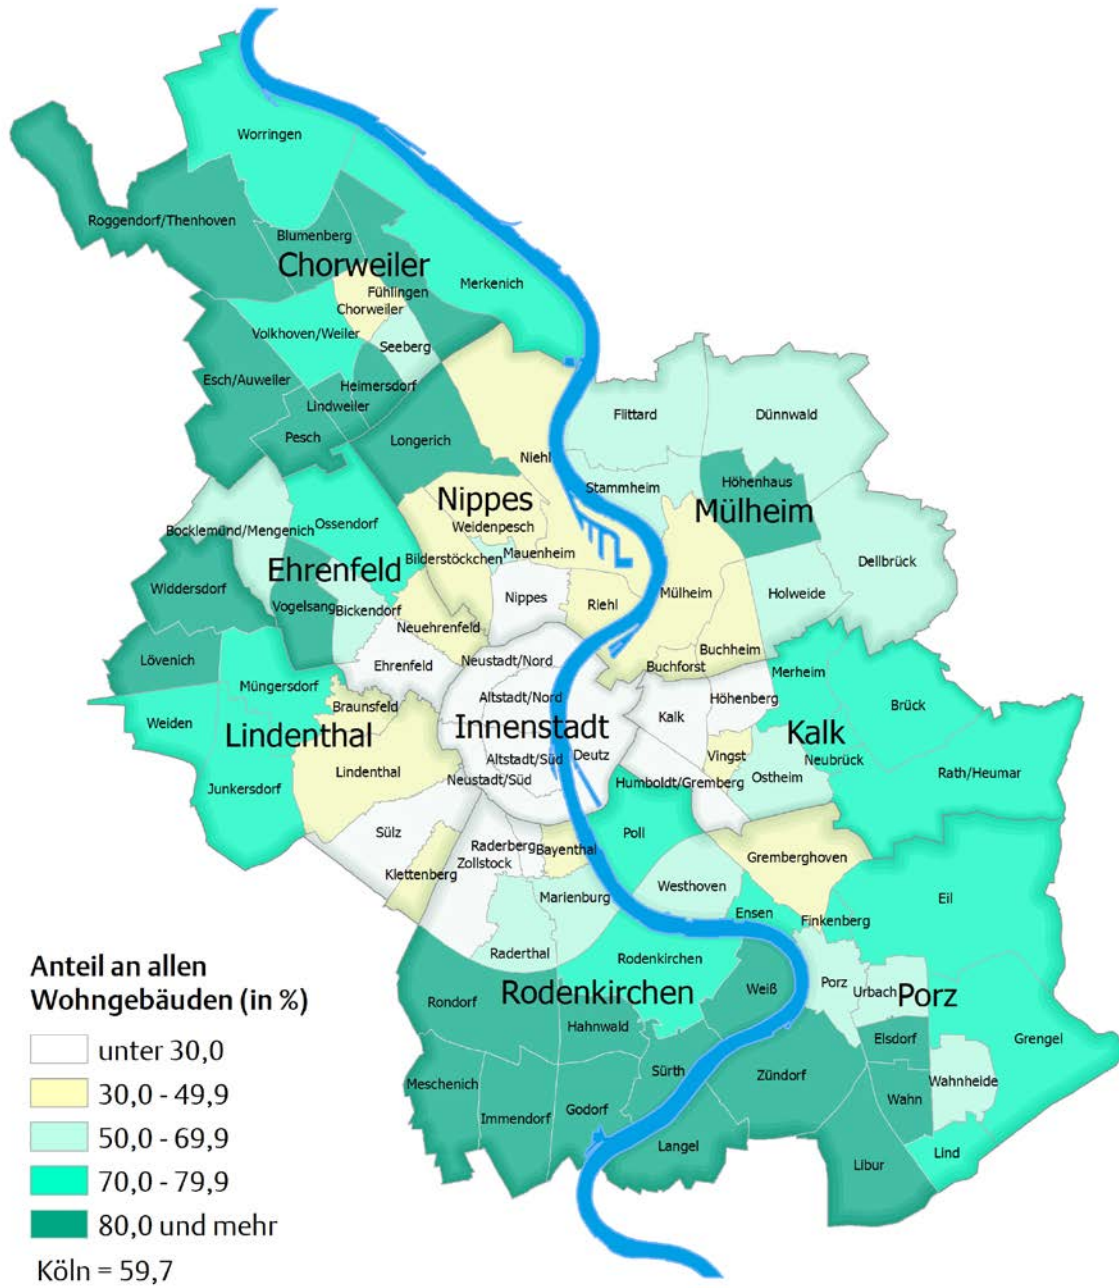 Worringen
Roggendorf/Thenhoven
Blumenberg
Chorweiler
Merkenich
Fühlingen
Chorweiler
Volkhoven/Weiler
Seeberg
Esch/Auweiler
Heimersdorf
Lindweiler
Pesch
Longerich
Flittard
Dünnwald
Niehl
Stammheim
Höhenhaus
Nippes
Mülheim
Ossendorf
Weidenpesch
Bocklemünd/Mengenich
Mauenheim
Bilderstöckchen
Dellbrück
Ehrenfeld
Widdersdorf
Vogelsang
Bickendorf
Nippes
Riehl
Mülheim
Holweide
Neuehrenfeld
Buchheim
Lövenich
Ehrenfeld
Neustadt/Nord
Buchforst
Merheim
Müngersdorf
Altstadt/Nord
Höhenberg
Braunsfeld
Brück
Weiden
Lindenthal
Innenstadt
Kalk
Kalk
Deutz
Vingst
Altstadt/Süd
Neubrück
Lindenthal
Neustadt/Süd
Humboldt/Gremberg
Ostheim
Rath/Heumar
Junkersdorf
Sülz
Raderberg
Poll
Bayenthal
Zollstock
Gremberghoven
Klettenberg
Westhoven
Marienburg
Eil
Ensen
Finkenberg
Raderthal
Rodenkirchen
Porz
Urbach
Porz
Rondorf
Rodenkirchen
Weiß
Hahnwald
Elsdorf
Grengel
Sürth
Zündorf
Wahnheide
Meschenich
Wahn
Immendorf
Godorf
Langel
Lind
Libur
Anteil an allen
Wohngebäuden (in %)
unter 30,0
30,0 - 49,9
50,0 - 69,9
70,0 - 79,9
80,0 und mehr
Köln = 59,7